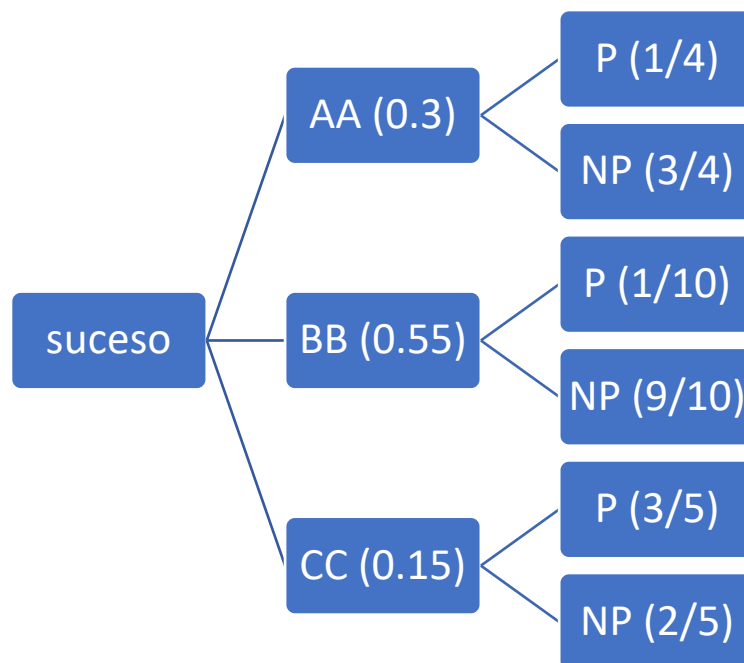 P (1/4)
AA (0.3)
NP (3/4)
P (1/10)
suceso
BB (0.55)
NP (9/10)
P (3/5)
CC (0.15)
NP (2/5)